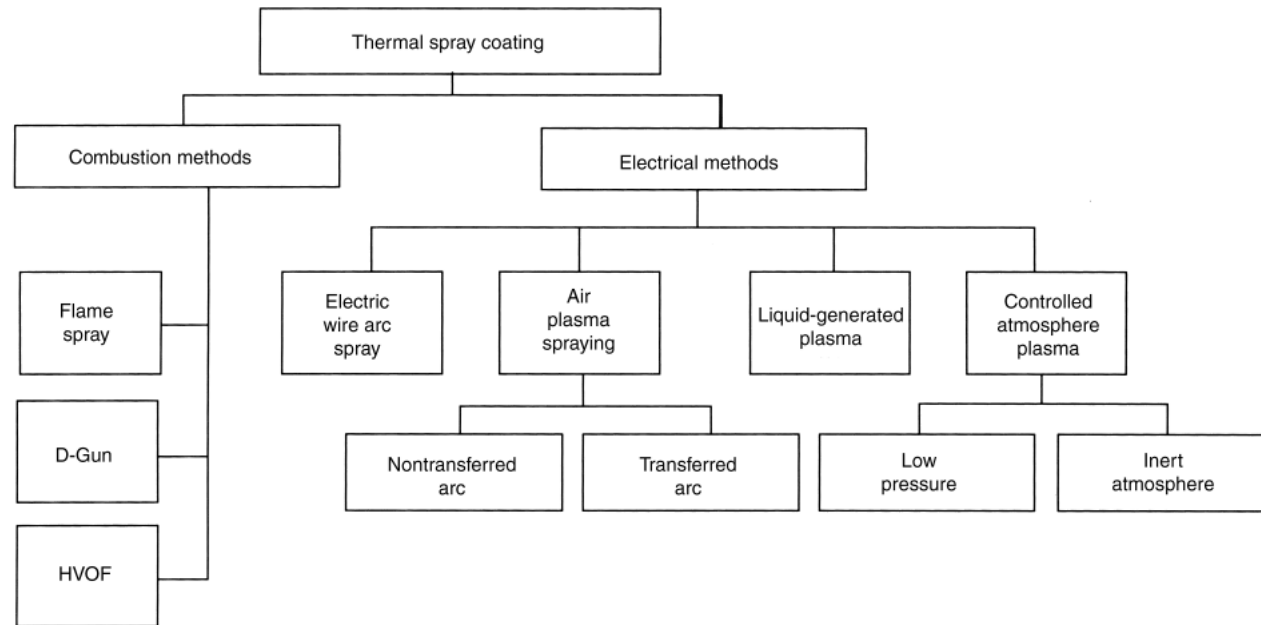 Thermal spray coating
Combustion methods
Electrical methods
Flame
spray
D-Gun
HVOF
Electric
wire arc
spray
Air
plasma
spraying
Liquid-generated
plasma
Controlled
atmosphere
plasma
Nontransferred
arc
Transferred
arc
Low
pressure
Inert
atmosphere